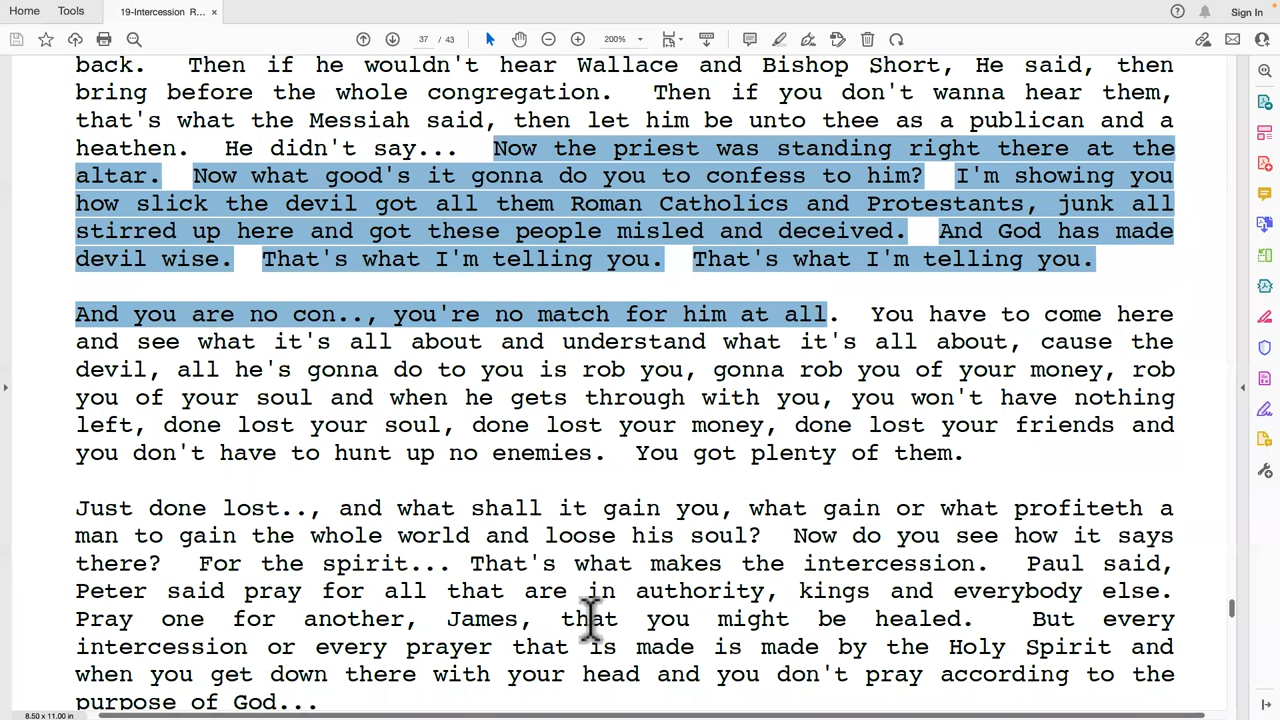 Home Tools 19-Intercession R... × Sign In
37 / 43 200%
back. Then if he wouldn't hear Wallace and Bishop Short, He said, then
bring before the whole congregation. Then if you don't wanna hear them,
that's what the Messiah said, then let him be unto thee as a publican and a
heathen. He didn't say... Now the priest was standing right there at the
altar. Now what good's it gonna do you to confess to him? I'm showing you
how slick the devil got all them Roman Catholics and Protestants, junk all
stirred up here and got these people misled and deceived. And God has made
devil wise. That's what I'm telling you. That's what I'm telling you.
And you are no con.., you're no match for him at all. You have to come here
and see what it's all about and understand what it's all about, cause the
devil, all he's gonna do to you is rob you, gonna rob you of your money, rob
you of your soul and when he gets through with you, you won't have nothing
left, done lost your soul, done lost your money, done lost your friends and
you don't have to hunt up no enemies. You got plenty of them.
Just done lost.., and what shall it gain you, what gain or what profiteth a
man to gain the whole world and loose his soul? Now do you see how it says
there? For the spirit... That's what makes the intercession. Paul said,
Peter said pray for all that are in authority, kings and everybody else.
Pray one for another, James, that you might be healed. But every
intercession or every prayer that is made is made by the Holy Spirit and
when you get down there with your head and you don't pray according to the
purpose of God...
8.50 x 11.00 in